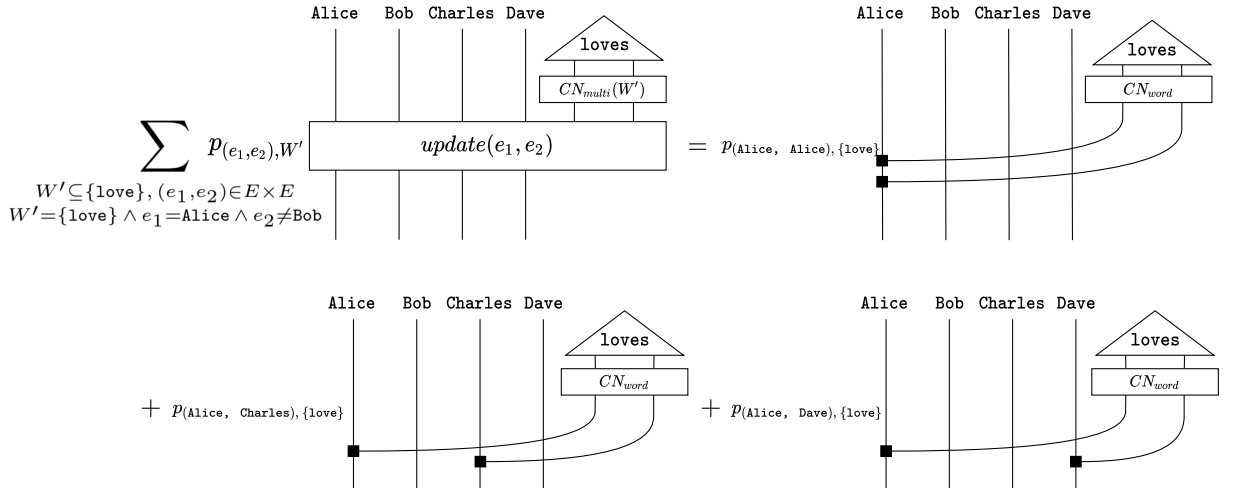 Alice Bob Charles Dave
loves
CN_multi(W′)
∑ p_(e₁,e₂),W′ update(e₁, e₂)
W′⊆{love}, (e₁,e₂)∈E×E
W′={love} ∧ e₁=Alice ∧ e₂≠Bob
= p_(Alice, Alice),{love}
Alice Bob Charles Dave
loves
CN_word
+ p_(Alice, Charles),{love}
Alice Bob Charles Dave
loves
CN_word
+ p_(Alice, Dave),{love}
Alice Bob Charles Dave
loves
CN_word